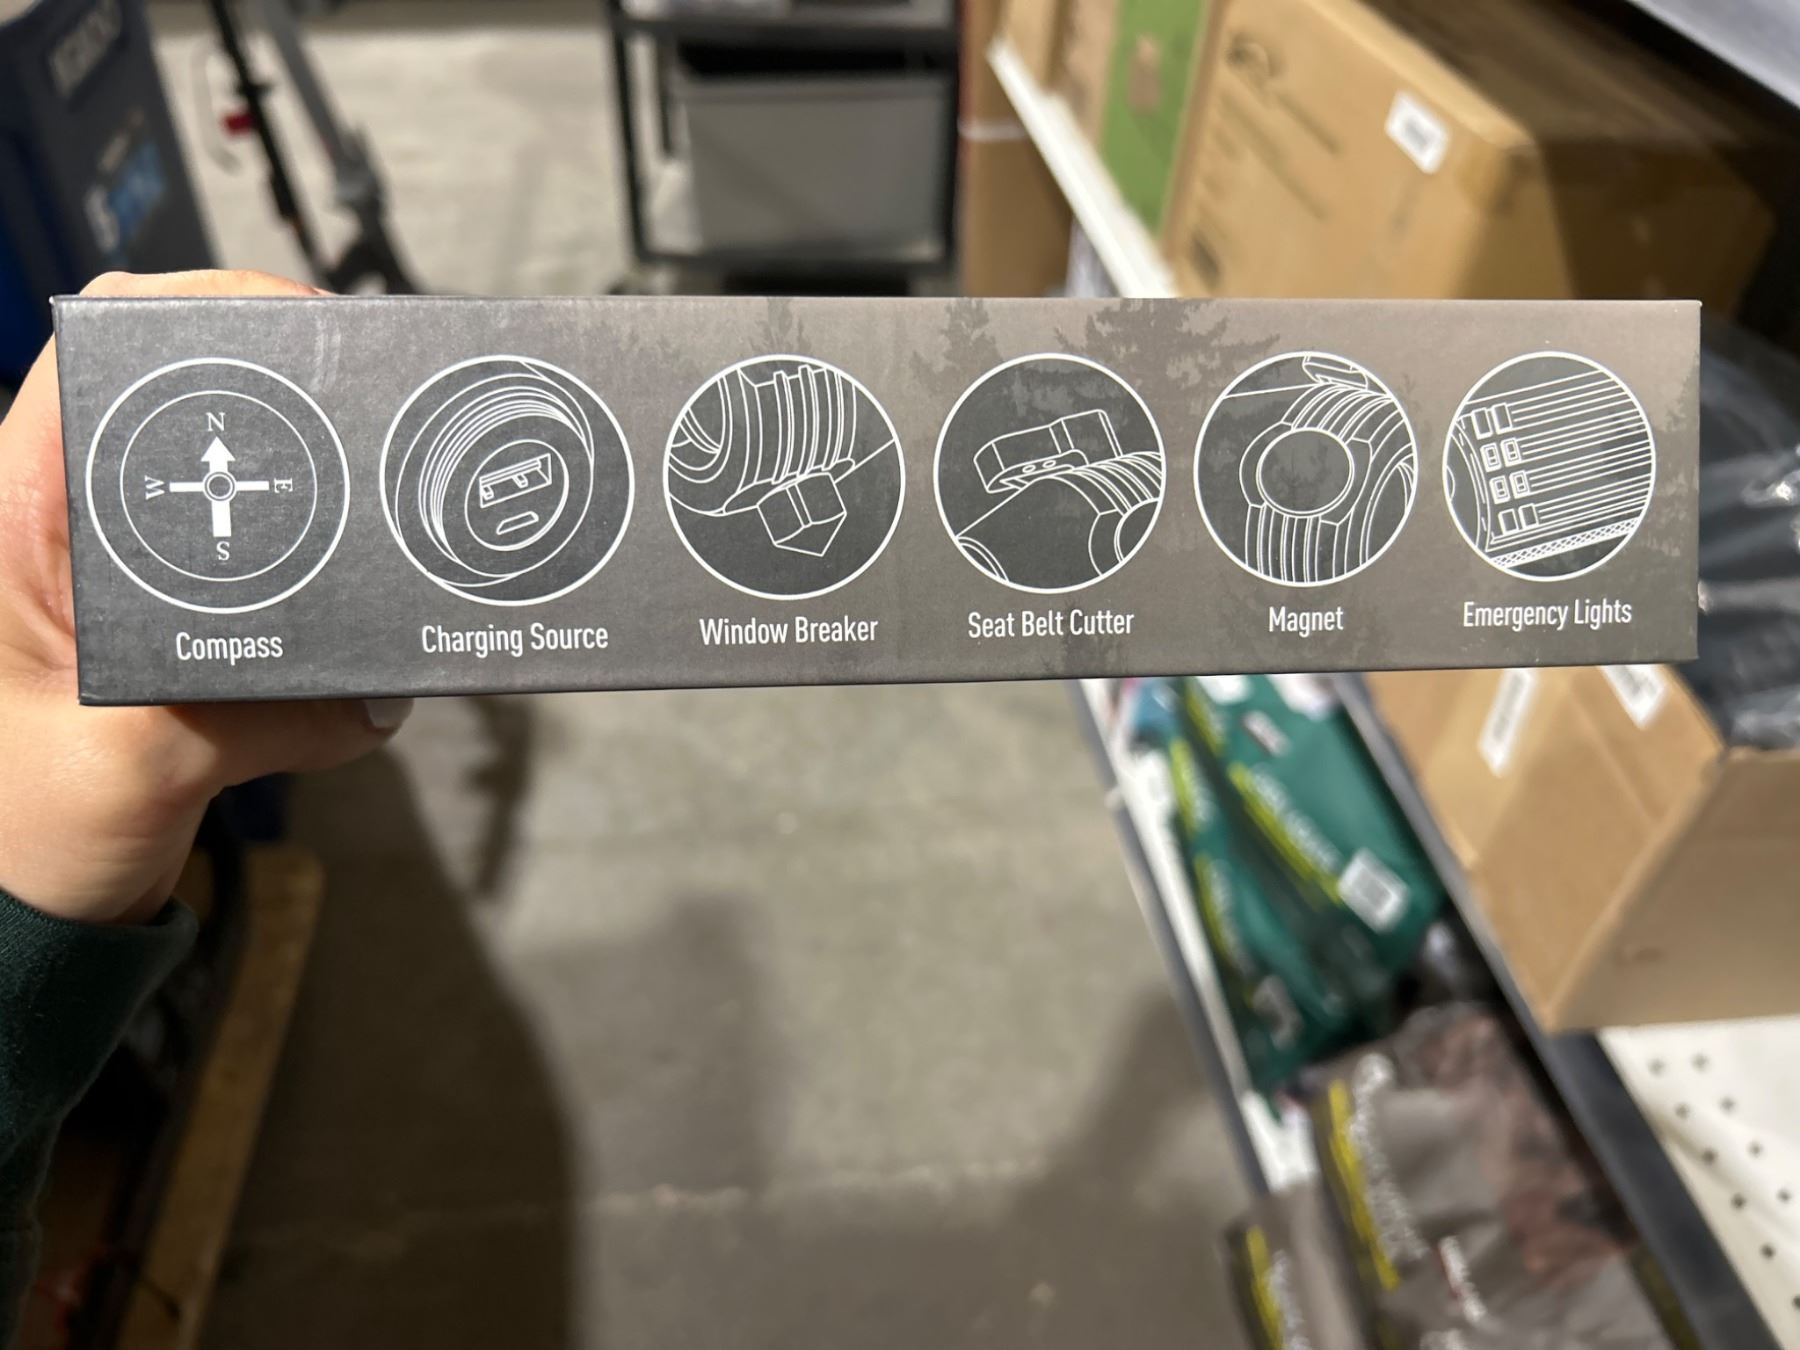 N
W E
S
Compass
Charging Source
Window Breaker
Seat Belt Cutter
Magnet
Emergency Lights